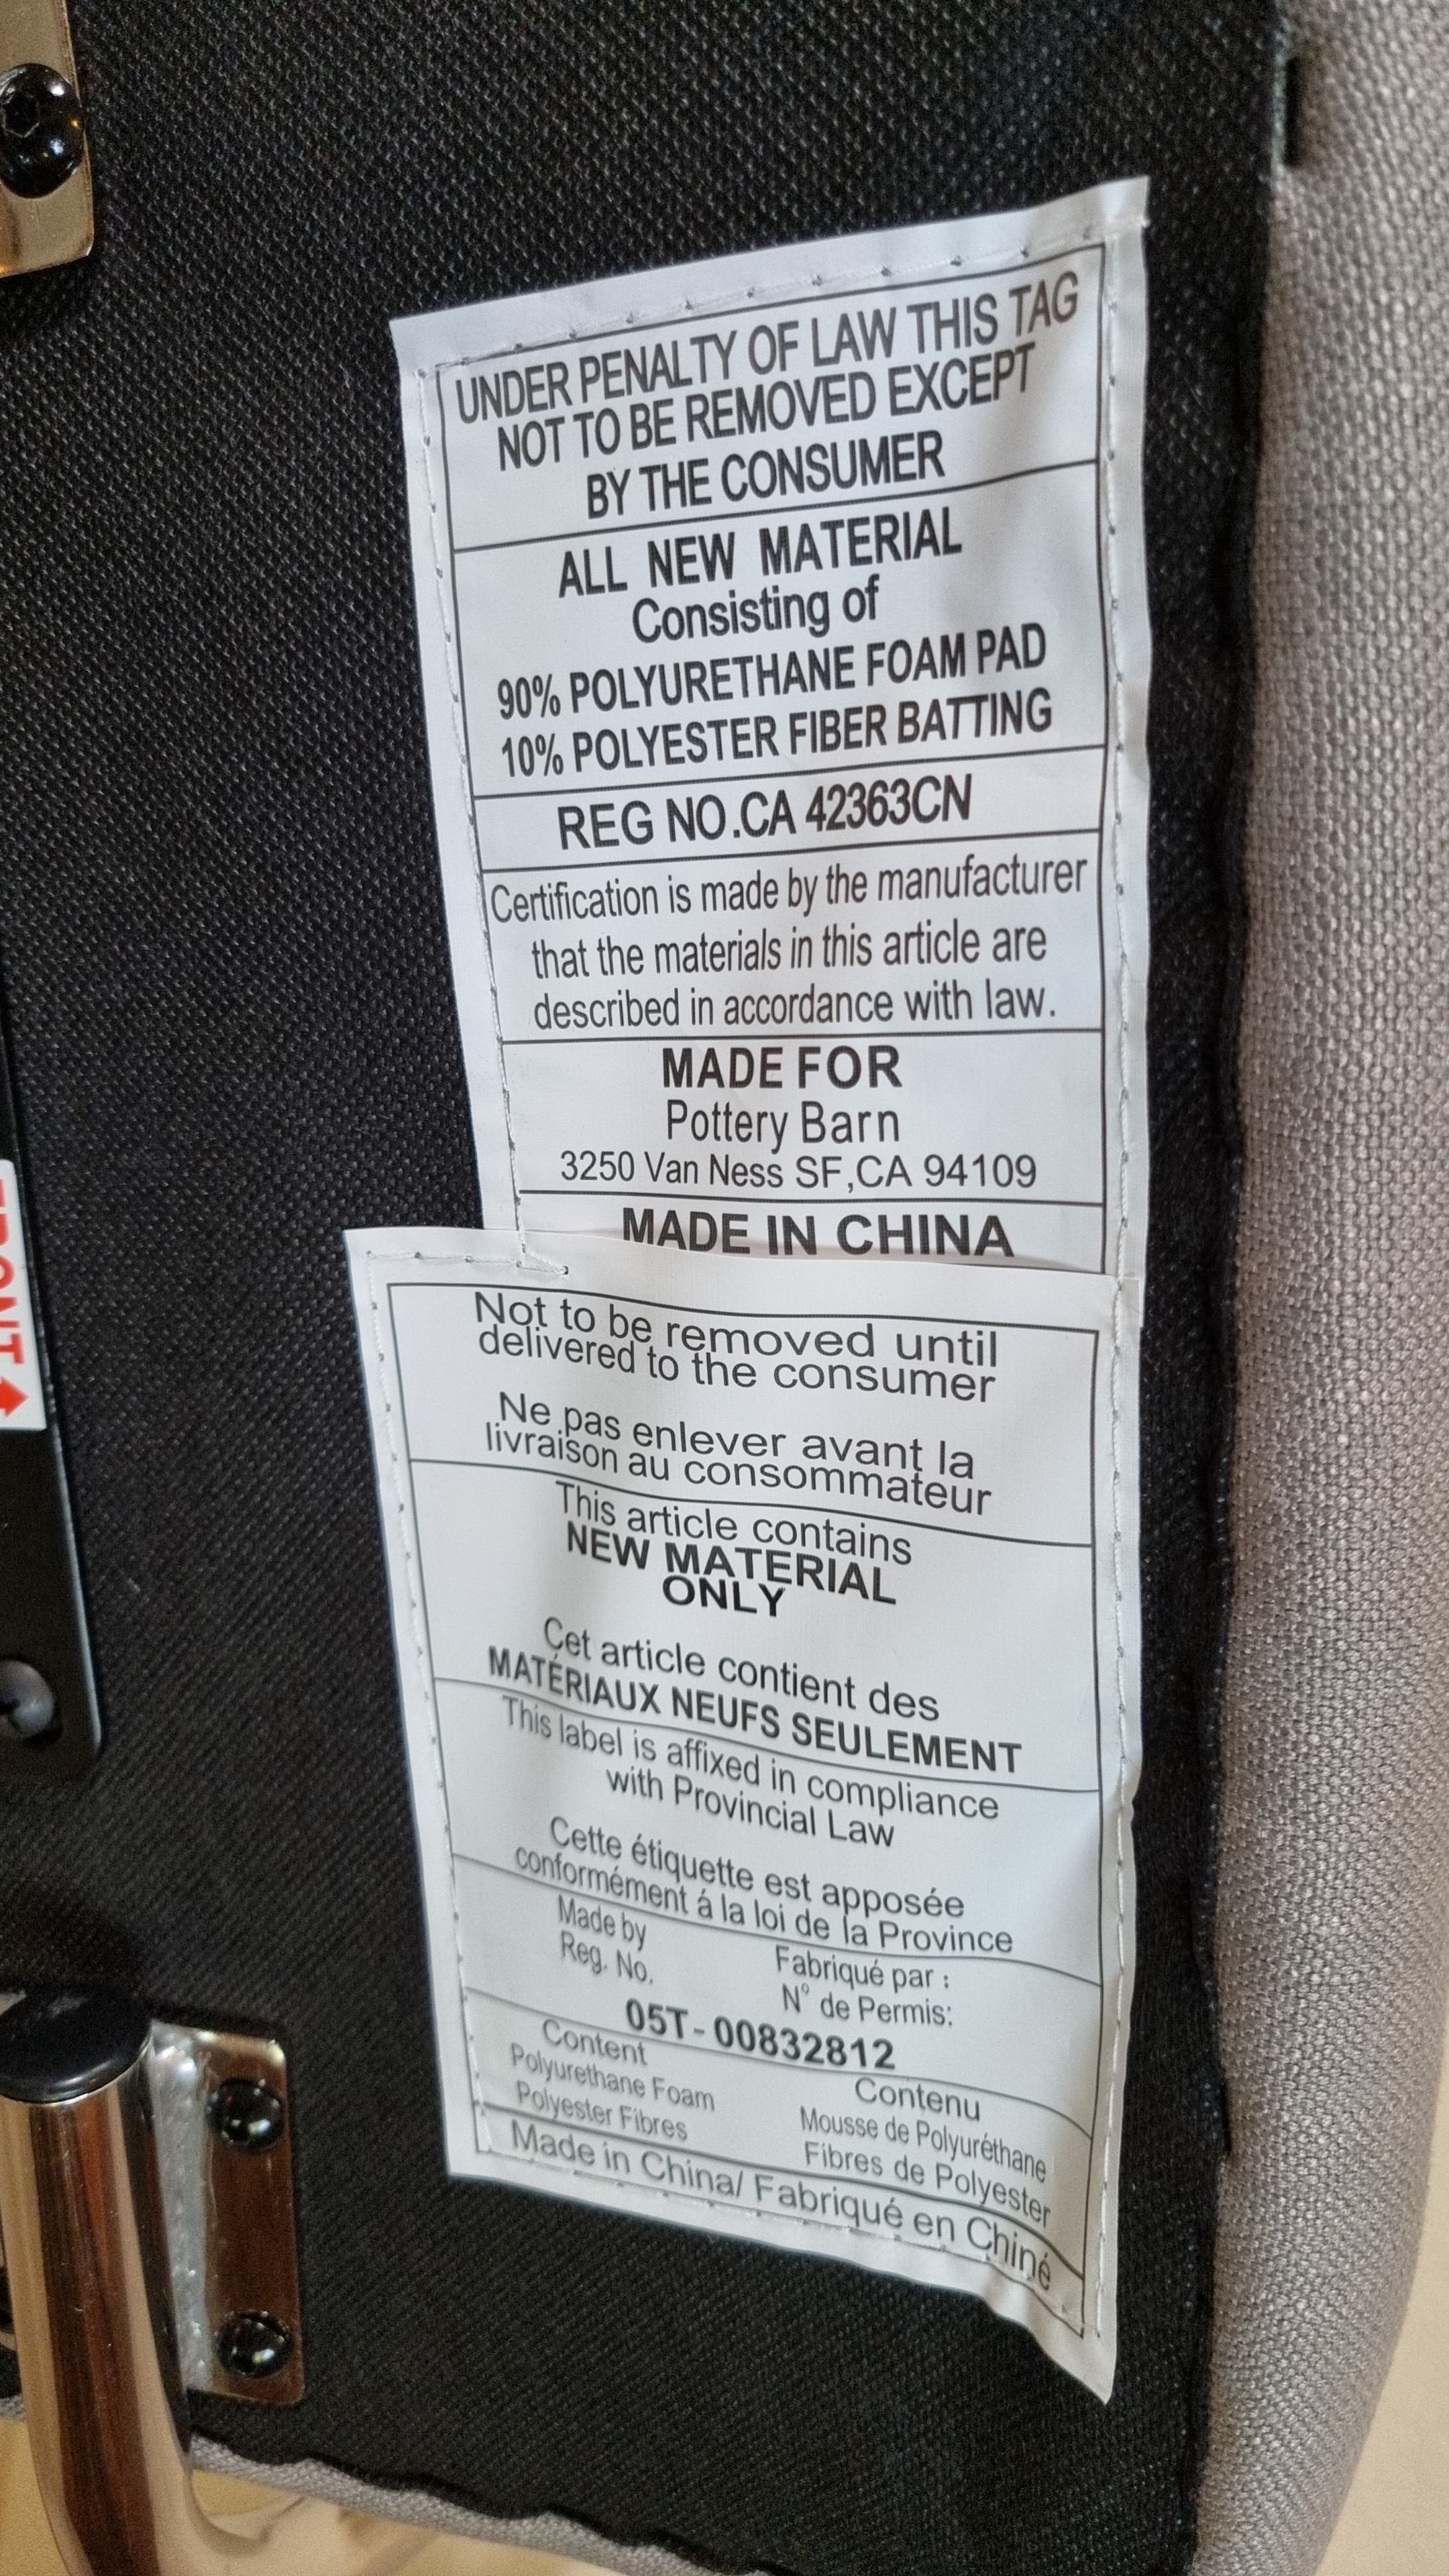 UNDER PENALTY OF LAW THIS TAG
NOT TO BE REMOVED EXCEPT
BY THE CONSUMER
ALL NEW MATERIAL
Consisting of
90% POLYURETHANE FOAM PAD
10% POLYESTER FIBER BATTING
REG NO.CA 42363CN
Certification is made by the manufacturer
that the materials in this article are
described in accordance with law.
MADE FOR
Pottery Barn
3250 Van Ness SF,CA 94109
MADE IN CHINA
Not to be removed until
delivered to the consumer
Ne pas enlever avant la
livraison au consommateur
This article contains
NEW MATERIAL
ONLY
Cet article contient des
MATÉRIAUX NEUFS SEULEMENT
This label is affixed in compliance
with Provincial Law
Cette étiquette est apposée
conformément á la loi de la Province
Made by Fabriqué par :
Reg. No. N° de Permis:
05T-00832812
Content Contenu
Polyurethane Foam Mousse de Polyuréthane
Polyester Fibres Fibres de Polyester
Made in China/ Fabriqué en Chiné
FRONT